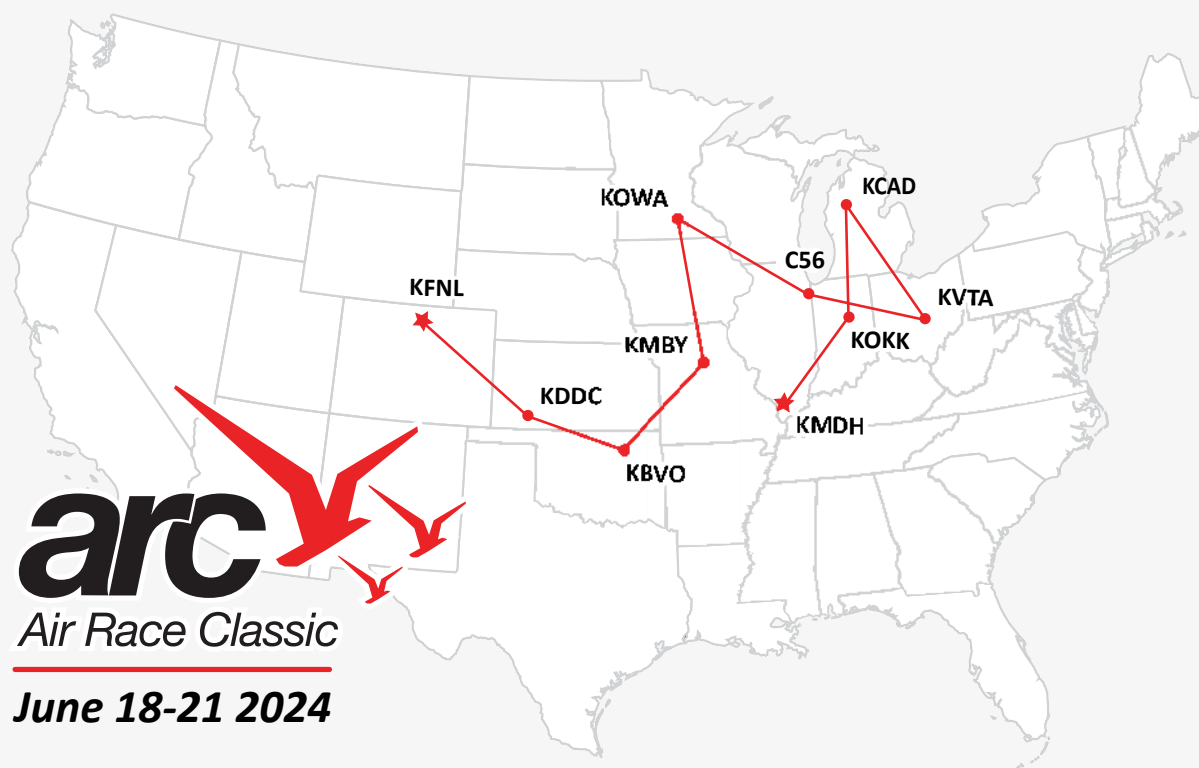 KCAD
KOWA
C56
KFNL
KVTA
KOKK
KMBY
KDDC
KMDH
KBVO
arc
Air Race Classic
June 18-21 2024